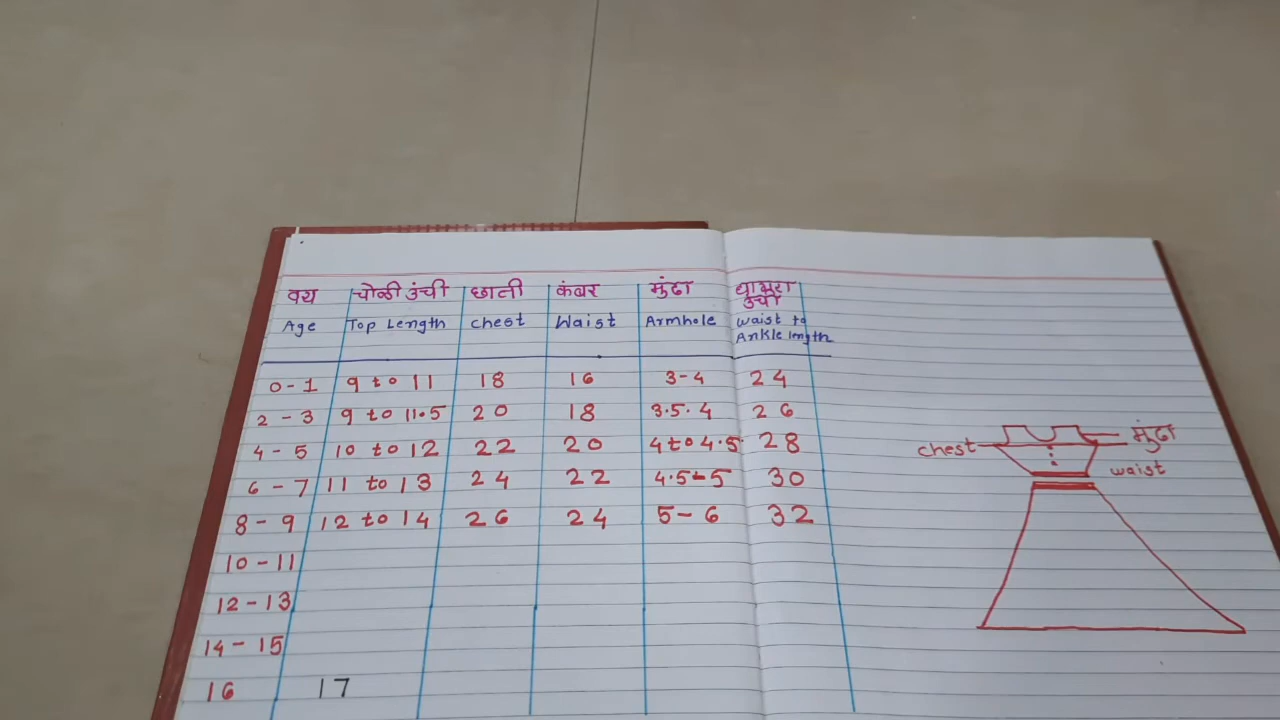 वय चोळी उंची छाती कंबर मुंढा घागरा उंची
Age Top Length Chest Waist Armhole Waist to Ankle length
0 - 1 9 to 11 18 16 3-4 24
2 - 3 9 to 11.5 20 18 3.5. 4 26
4 - 5 10 to 12 22 20 4 to 4.5 28
6 - 7 11 to 13 24 22 4.5-5 30
8 - 9 12 to 14 26 24 5-6 32
10 - 11
12 - 13
14 - 15
16 17
chest मुंढा
waist